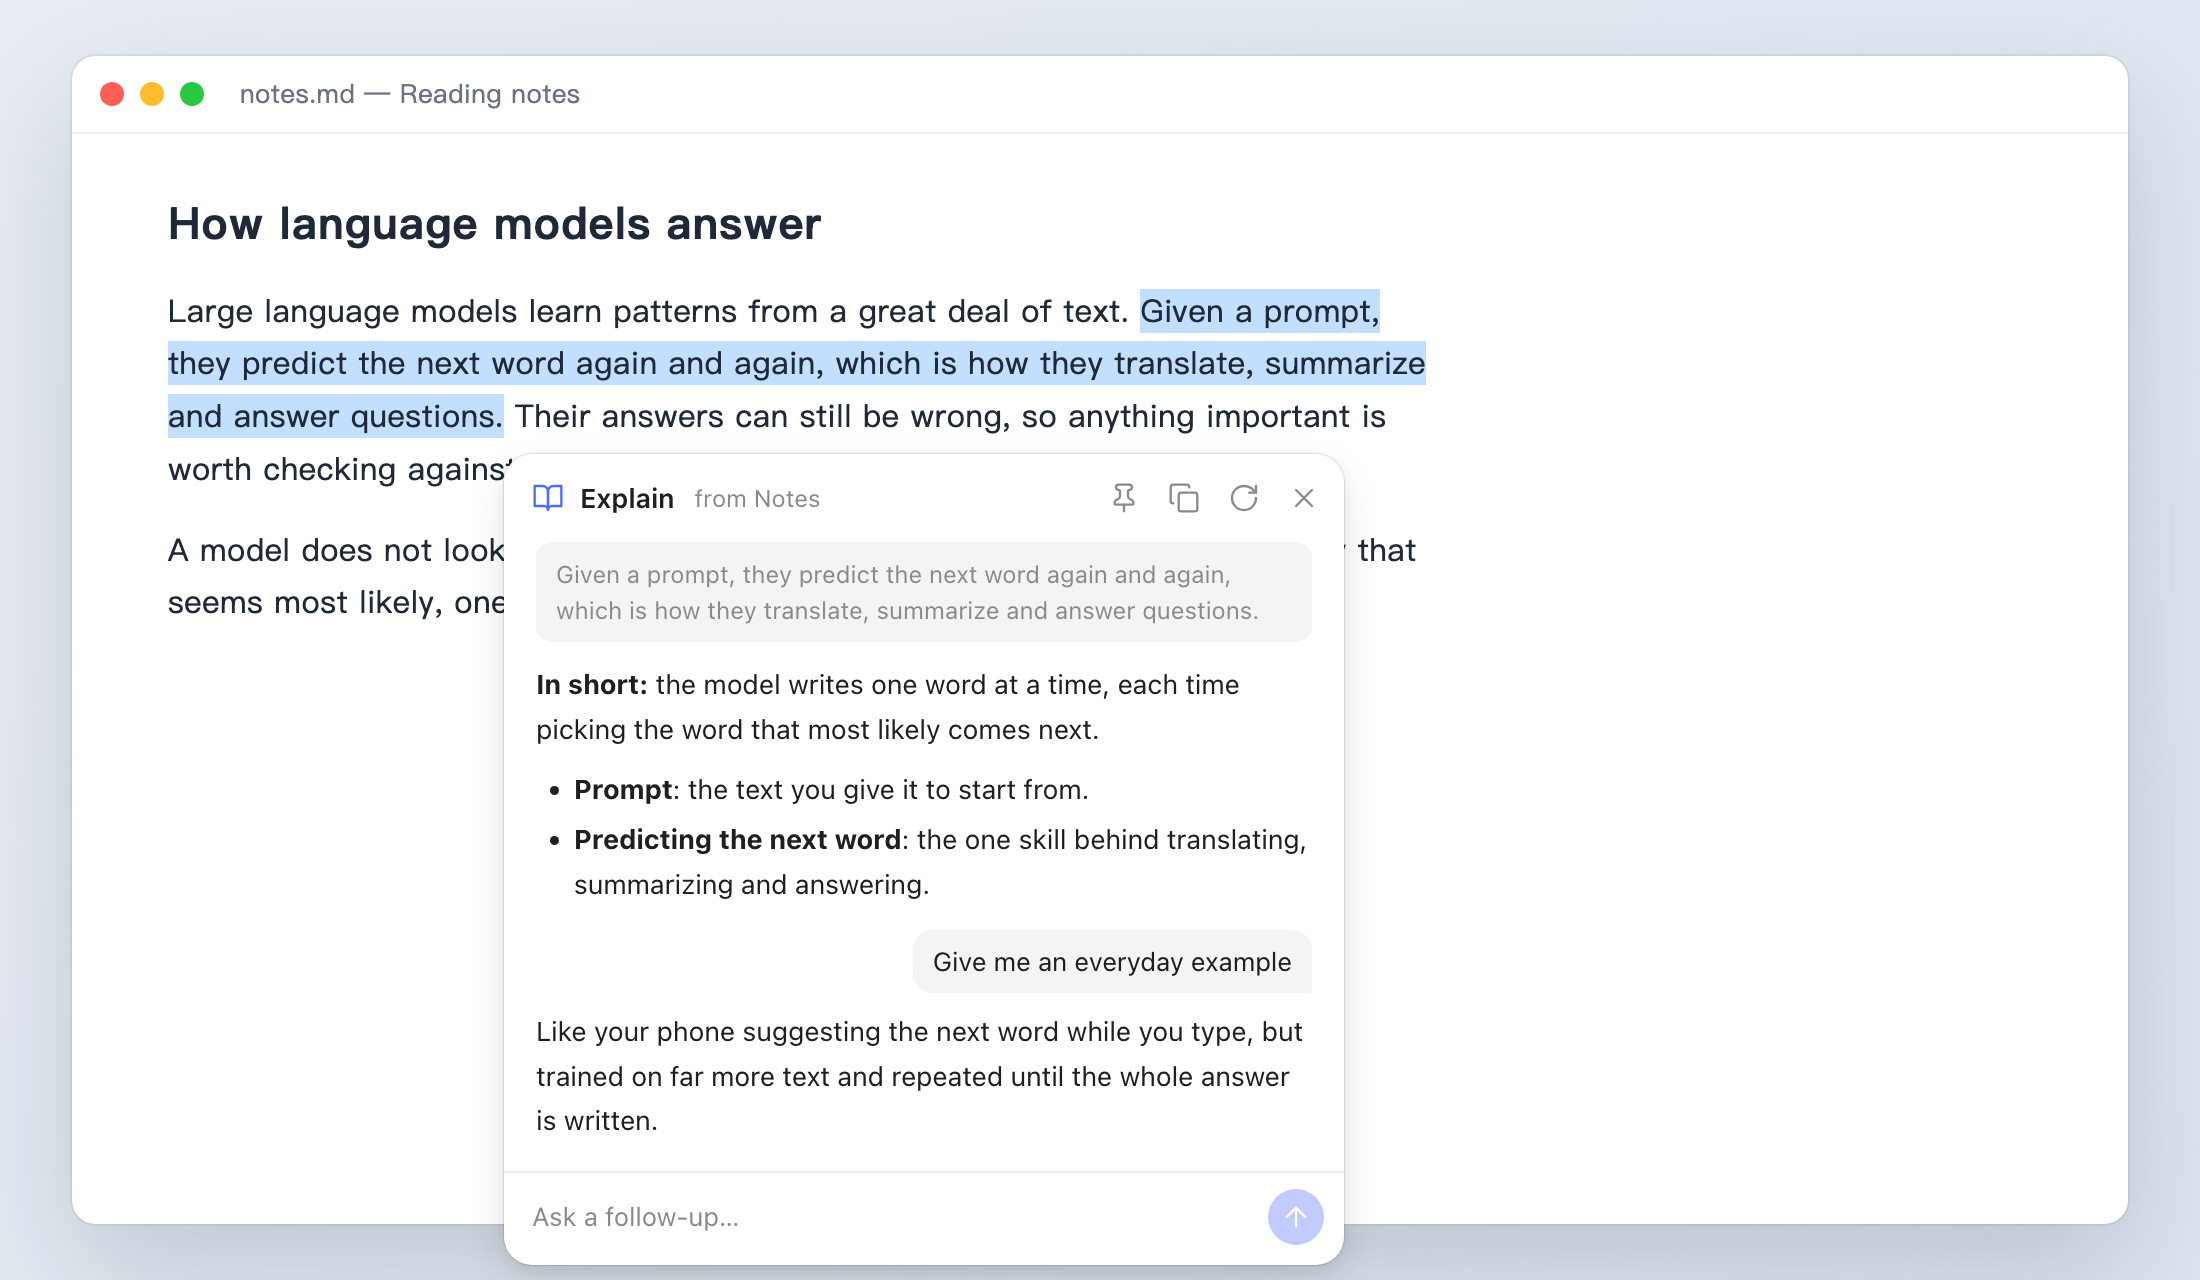 notes.md — Reading notes
How language models answer
Large language models learn patterns from a great deal of text. Given a prompt,
they predict the next word again and again, which is how they translate, summarize
and answer questions. Their answers can still be wrong, so anything important is
worth checking against
A model does not look
that
seems most likely, one
Explain from Notes
Given a prompt, they predict the next word again and again,
which is how they translate, summarize and answer questions.
In short: the model writes one word at a time, each time
picking the word that most likely comes next.
• Prompt: the text you give it to start from.
• Predicting the next word: the one skill behind translating,
summarizing and answering.
Give me an everyday example
Like your phone suggesting the next word while you type, but
trained on far more text and repeated until the whole answer
is written.
Ask a follow-up...